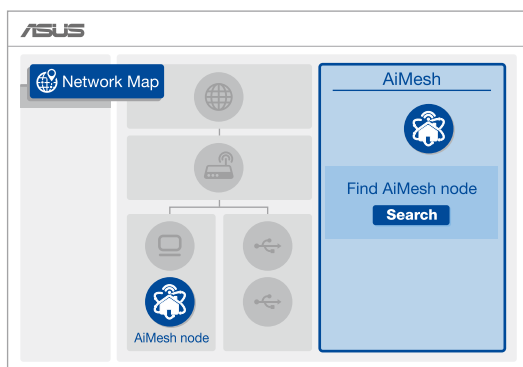 ASUS
Network Map
AiMesh
Find AiMesh node
Search
AiMesh node